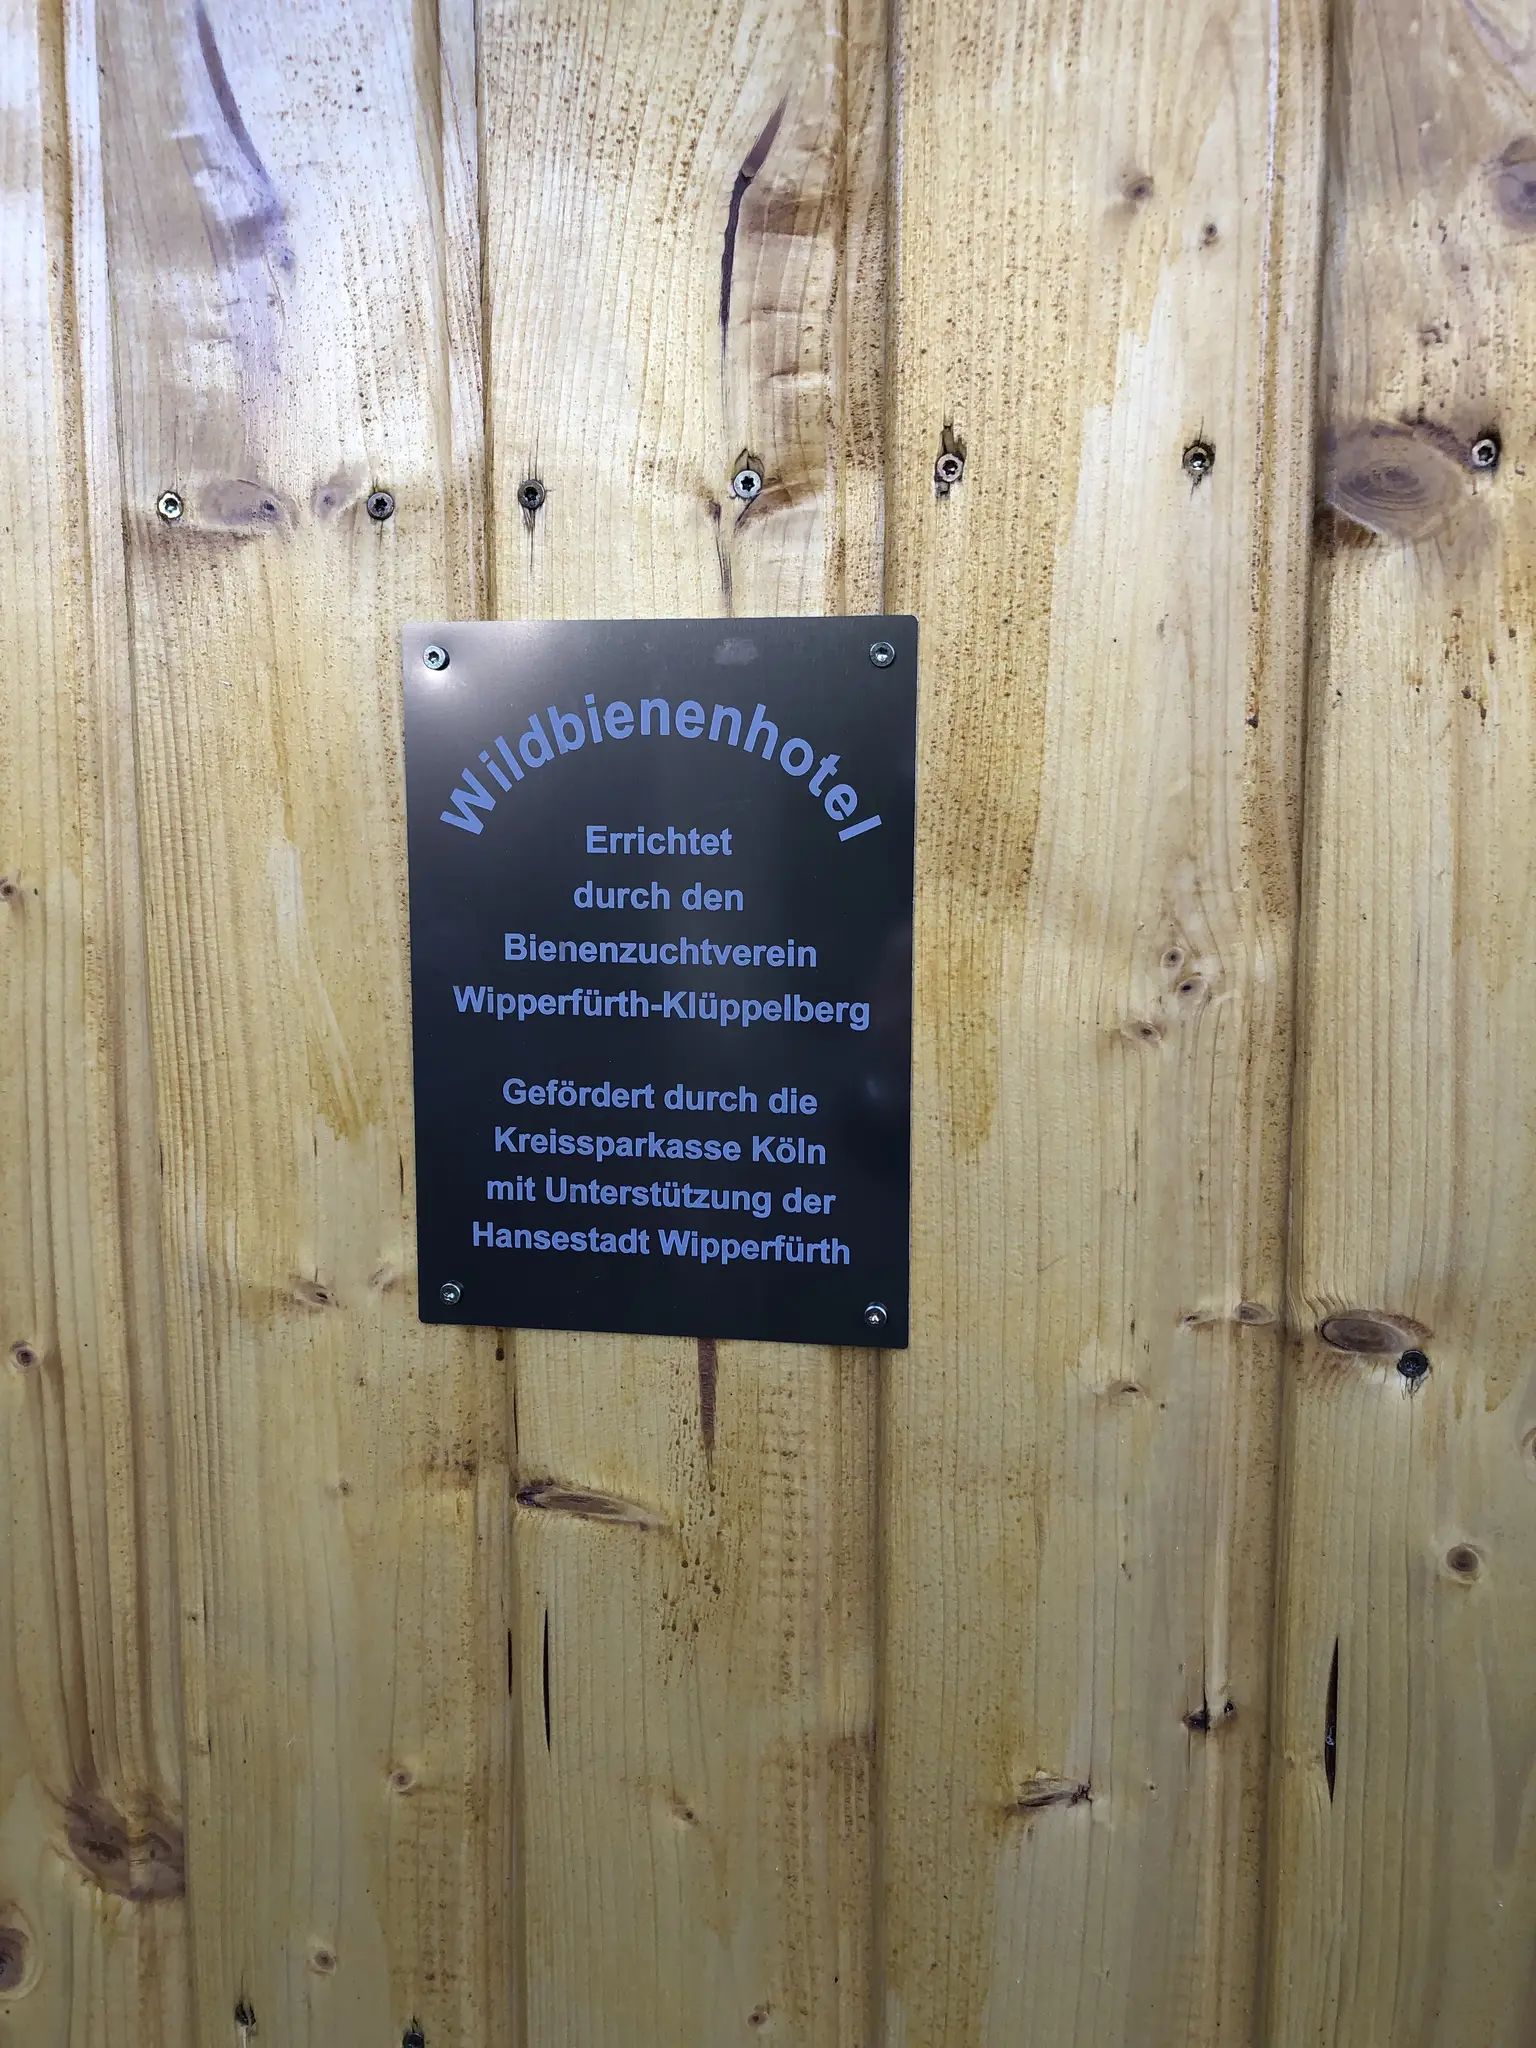 Wildbienenhotel
Errichtet
durch den
Bienenzuchtverein
Wipperfürth-Klüppelberg
Gefördert durch die
Kreissparkasse Köln
mit Unterstützung der
Hansestadt Wipperfürth